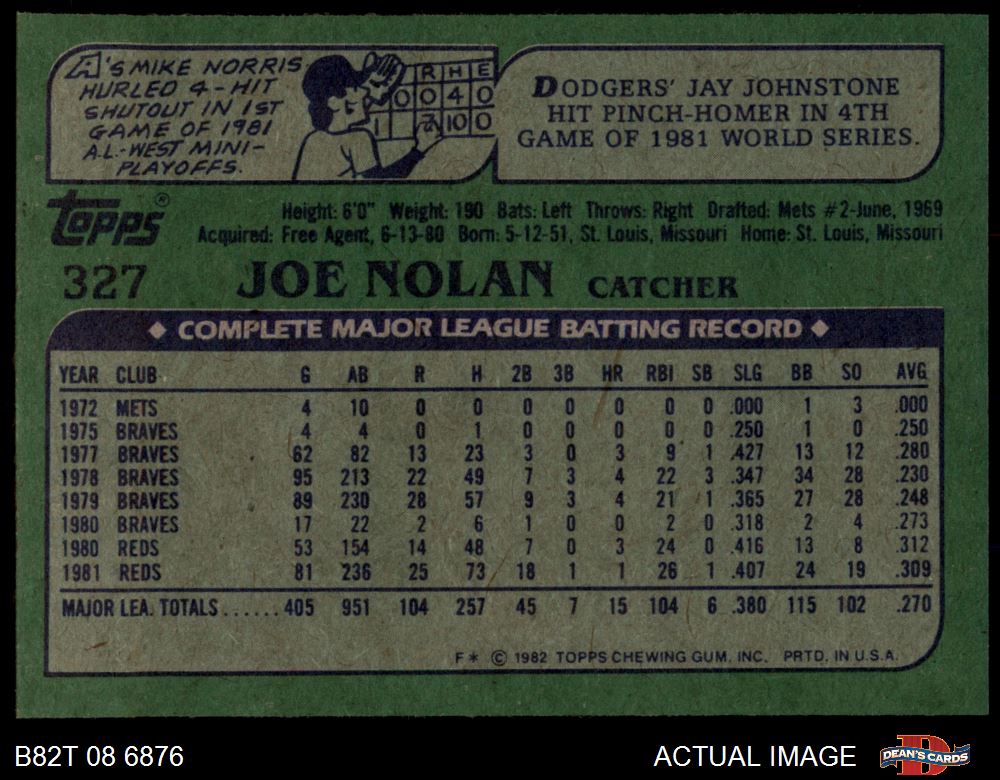 A'S MIKE NORRIS
HURLED 4-HIT
SHUTOUT IN 1ST
GAME OF 1981
A.L.-WEST MINI-
PLAYOFFS.
R H E
0 0 4 0
1 7 10 0
DODGERS' JAY JOHNSTONE
HIT PINCH-HOMER IN 4TH
GAME OF 1981 WORLD SERIES.
topps®
Height: 6'0" Weight: 190 Bats: Left Throws: Right Drafted: Mets #2-June, 1969
Acquired: Free Agent, 6-13-80 Born: 5-12-51, St. Louis, Missouri Home: St. Louis, Missouri
327 JOE NOLAN CATCHER
◆ COMPLETE MAJOR LEAGUE BATTING RECORD ◆
YEAR CLUB G AB R H 2B 3B HR RBI SB SLG BB SO AVG
1972 METS 4 10 0 0 0 0 0 0 0 .000 1 3 .000
1975 BRAVES 4 4 0 1 0 0 0 0 0 .250 1 0 .250
1977 BRAVES 62 82 13 23 3 0 3 9 1 .427 13 12 .280
1978 BRAVES 95 213 22 49 7 3 4 22 3 .347 34 28 .230
1979 BRAVES 89 230 28 57 9 3 4 21 1 .365 27 28 .248
1980 BRAVES 17 22 2 6 1 0 0 2 0 .318 2 4 .273
1980 REDS 53 154 14 48 7 0 3 24 0 .416 13 8 .312
1981 REDS 81 236 25 73 18 1 1 26 1 .407 24 19 .309
MAJOR LEA. TOTALS......405 951 104 257 45 7 15 104 6 .380 115 102 .270
F* © 1982 TOPPS CHEWING GUM, INC. PRTD. IN U.S.A.
B82T 08 6876
ACTUAL IMAGE
DEAN'S CARDS